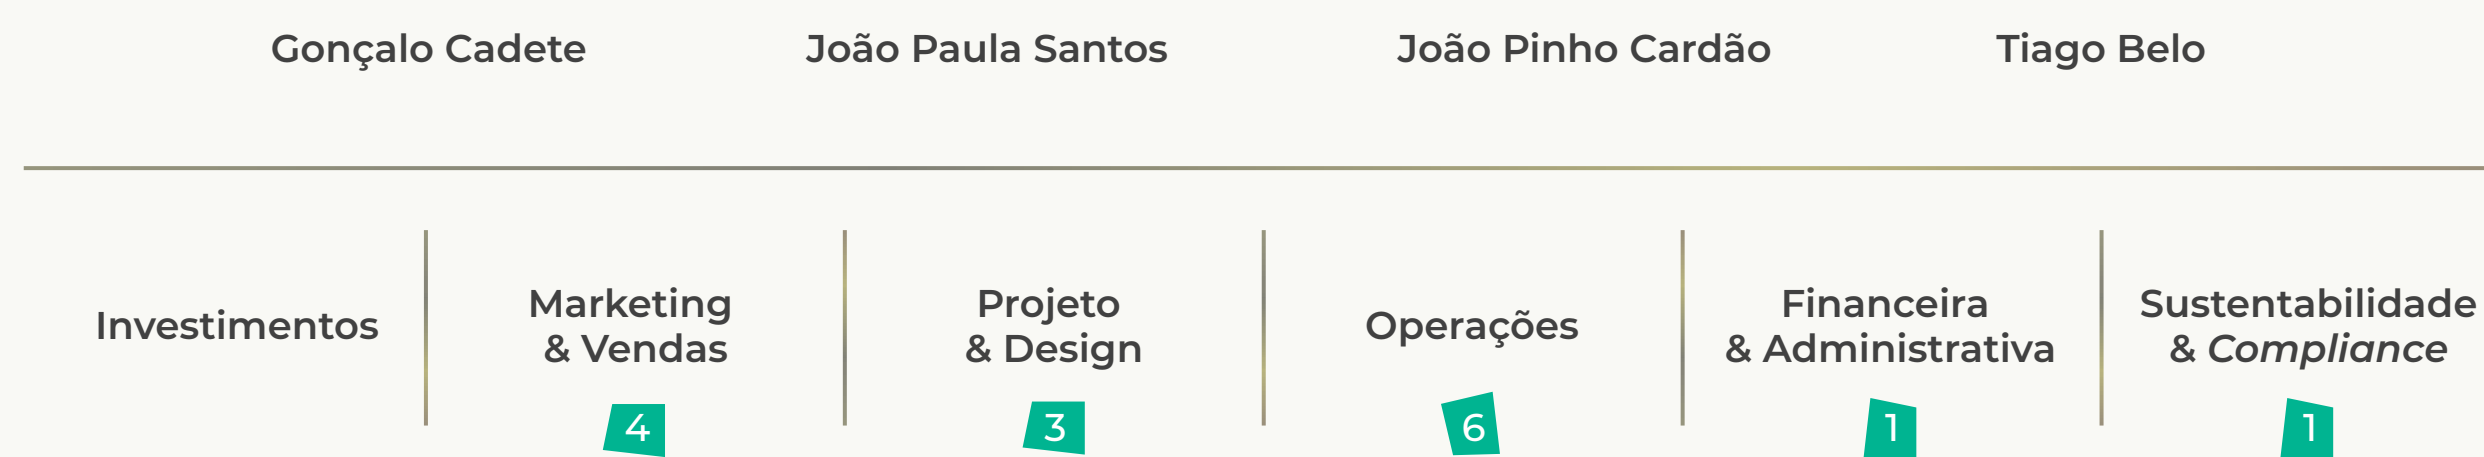 Gonçalo Cadete
João Paula Santos
João Pinho Cardão
Tiago Belo
Investimentos
Marketing
& Vendas
4
Projeto
& Design
3
Operações
6
Financeira
& Administrativa
1
Sustentabilidade
& Compliance
1